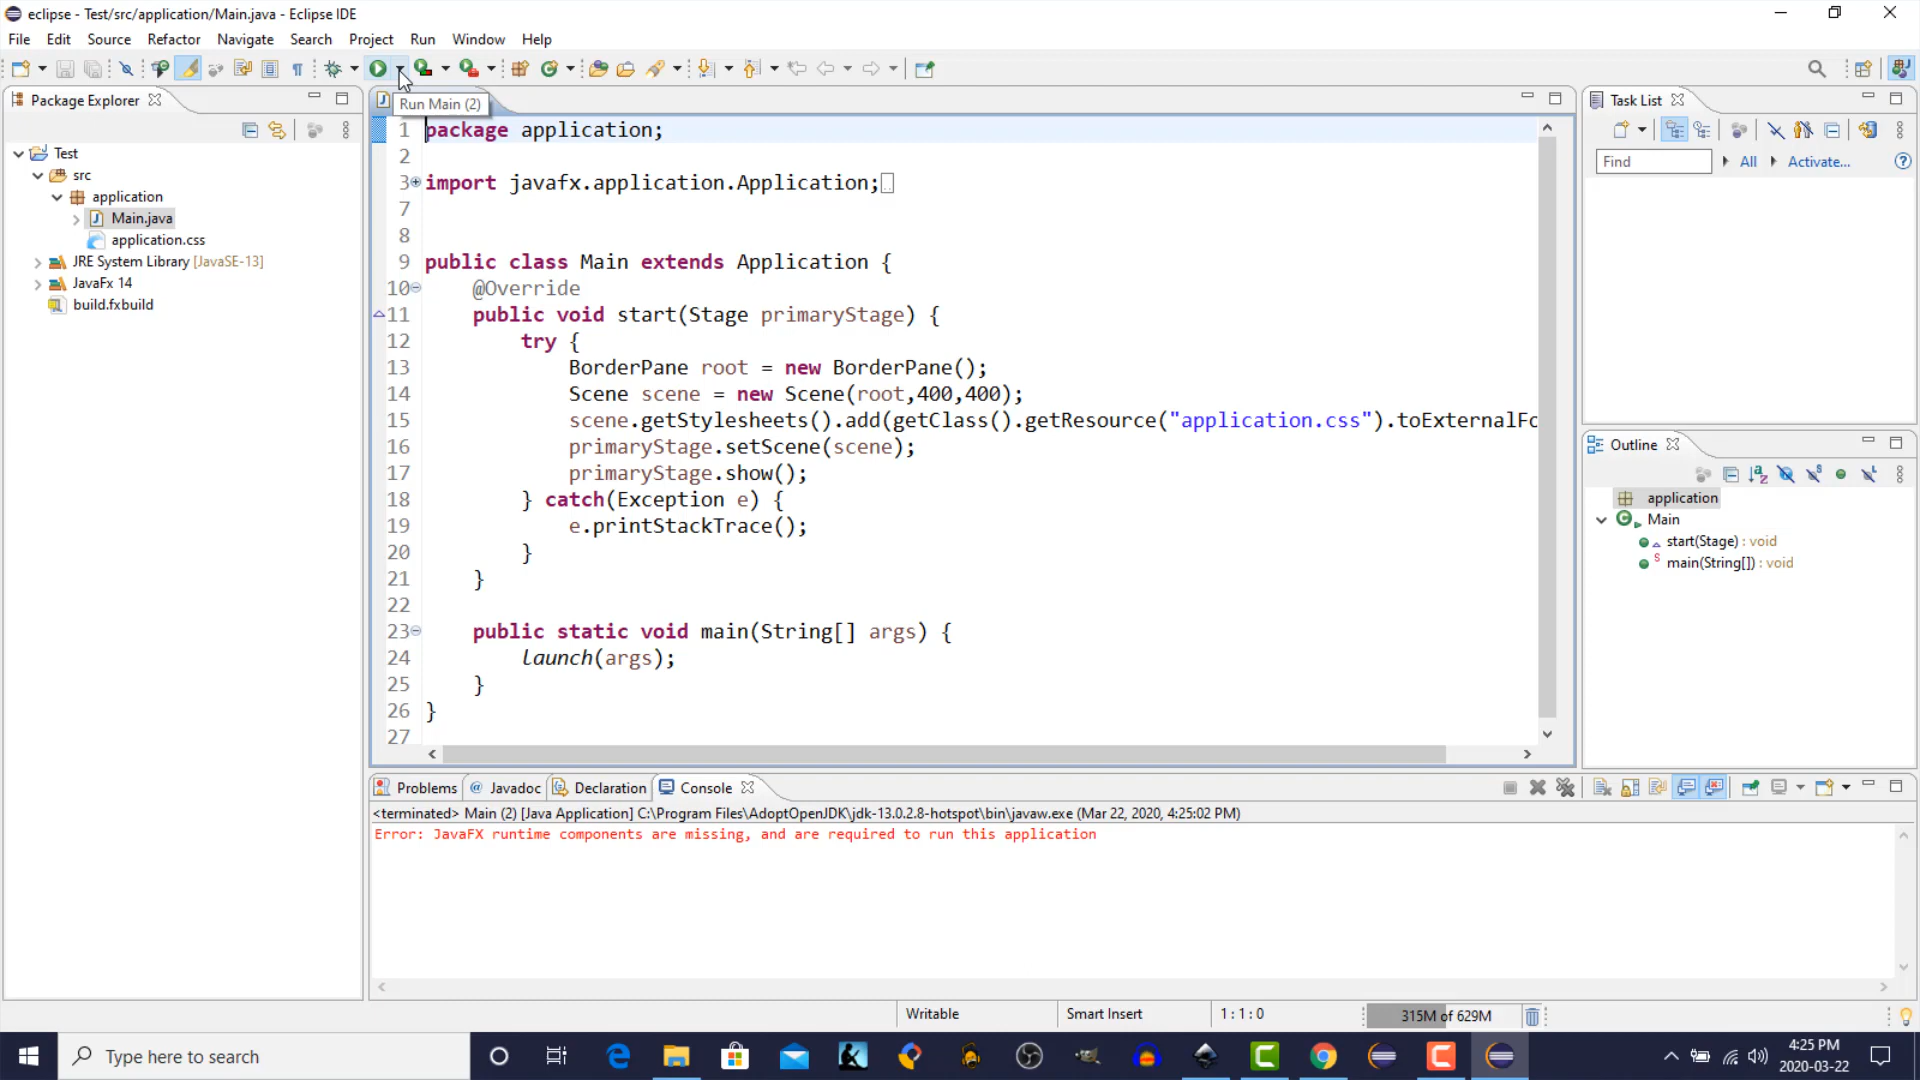 eclipse - Test/src/application/Main.java - Eclipse IDE
File Edit Source Refactor Navigate Search Project Run Window Help
Package Explorer
Run Main (2)
Task List
Test
src
application
Main.java
application.css
JRE System Library [JavaSE-13]
JavaFx 14
build.fxbuild
1 package application;
2
3 import javafx.application.Application;
7
8
9 public class Main extends Application {
10 @Override
11 public void start(Stage primaryStage) {
12 try {
13 BorderPane root = new BorderPane();
14 Scene scene = new Scene(root,400,400);
15 scene.getStylesheets().add(getClass().getResource("application.css").toExternalFo
16 primaryStage.setScene(scene);
17 primaryStage.show();
18 } catch(Exception e) {
19 e.printStackTrace();
20 }
21 }
22
23 public static void main(String[] args) {
24 launch(args);
25 }
26 }
27
Find All Activate...
Outline
application
Main
start(Stage) : void
main(String[]) : void
Problems @ Javadoc Declaration Console
<terminated> Main (2) [Java Application] C:\Program Files\AdoptOpenJDK\jdk-13.0.2.8-hotspot\bin\javaw.exe (Mar 22, 2020, 4:25:02 PM)
Error: JavaFX runtime components are missing, and are required to run this application
Writable Smart Insert 1 : 1 : 0 315M of 629M
Type here to search
4:25 PM
2020-03-22